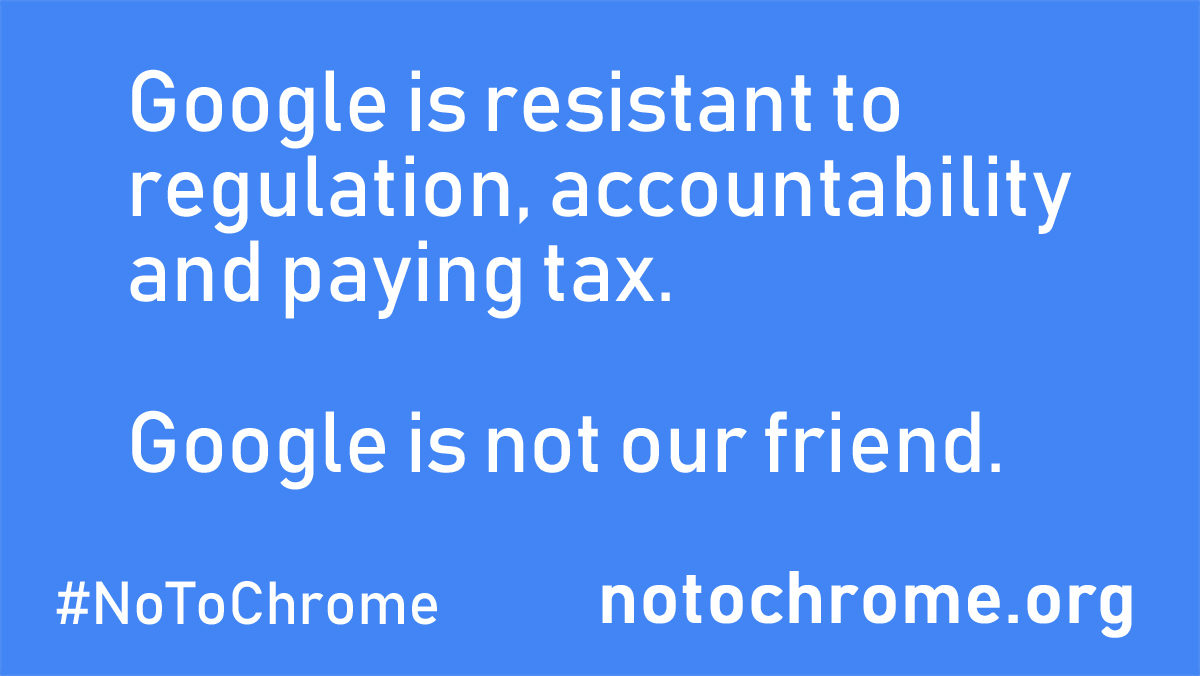 Google is resistant to
regulation, accountability
and paying tax.
Google is not our friend.
#NoToChrome
notochrome.org